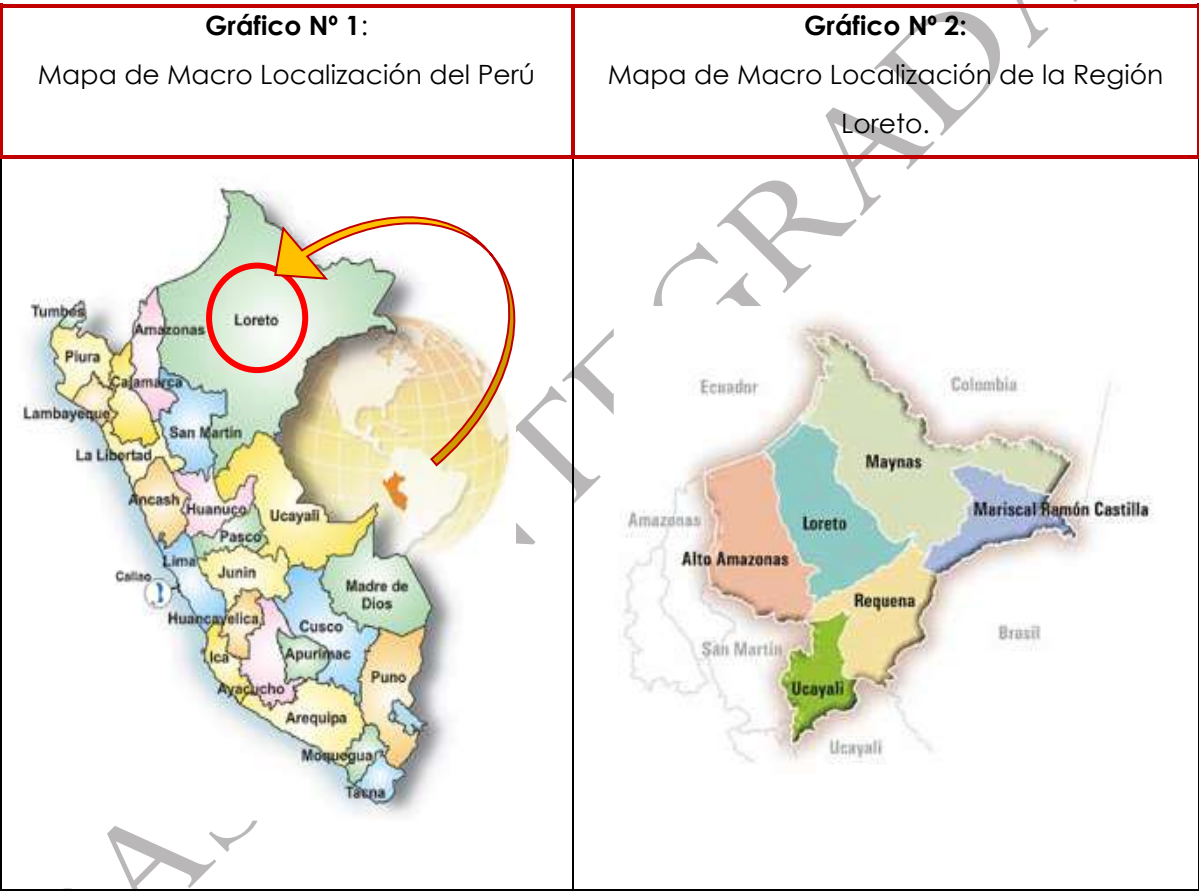 Gráfico Nº 1:
Mapa de Macro Localización del Perú
Gráfico Nº 2:
Mapa de Macro Localización de la Región
Loreto.
Tumbes
Amazonas
Loreto
Piura
Cajamarca
Lambayeque
San Martin
La Libertad
Ancash
Huanuco
Ucayali
Pasco
Lima
Callao
Junin
Madre de
Dios
Huancavelica
Cusco
Ica
Apurimac
Ayacucho
Puno
Arequipa
Moquegua
Tacna
Ecuador
Colombia
Maynas
Amazonas
Loreto
Mariscal Ramón Castilla
Alto Amazonas
Requena
San Martin
Brasil
Ucayali
Ucayali